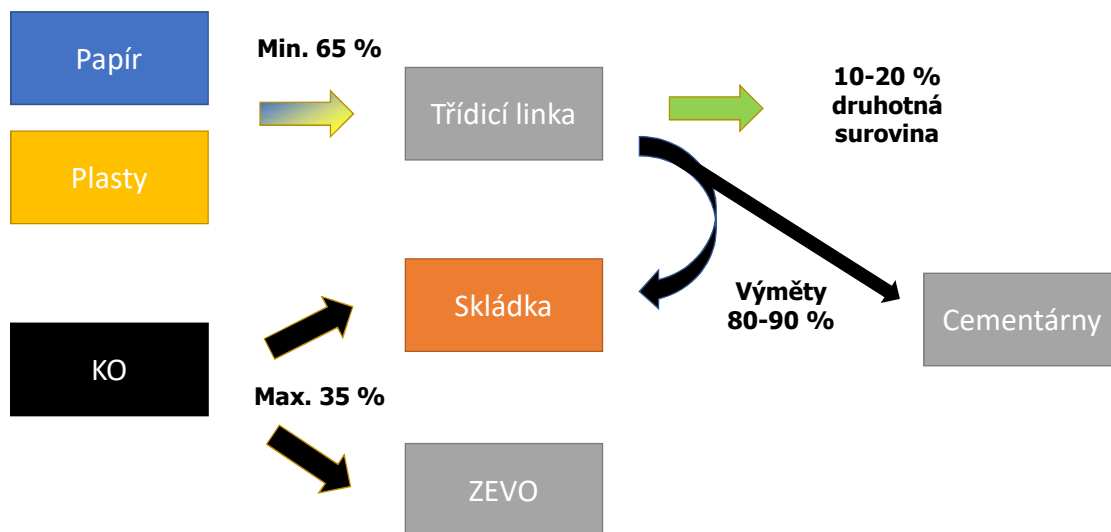 Papír
Min. 65 %
Třídicí linka
10-20 %
druhotná
surovina
Plasty
Skládka
Výměty
80-90 %
Cementárny
KO
Max. 35 %
ZEVO